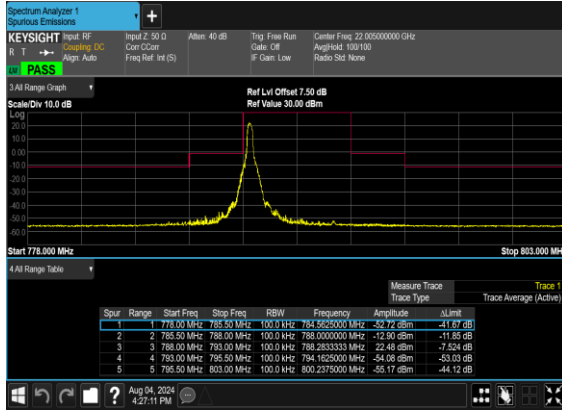 Spectrum Analyzer 1
Spurious Emissions
KEYSIGHT Input: RF Input Z: 50 Ω Atten: 40 dB Trig: Free Run Center Freq: 22.005000000 GHz
R T Coupling: DC Corr CCorr Gate: Off Avg|Hold: 100/100
Align: Auto Freq Ref: Int (S) IF Gain: Low Radio Std: None
PASS
3 All Range Graph
Ref Lvl Offset 7.50 dB
Scale/Div 10.0 dB Ref Value 30.00 dBm
Log
20.0
10.0
0.00
-10.0
-20.0
-30.0
-40.0
-50.0
-60.0
Start 778.000 MHz Stop 803.000 MH
4 All Range Table
Measure Trace Trace 1
Trace Type Trace Average (Active)
Spur Range Start Freq Stop Freq RBW Frequency Amplitude ΔLimit
1 1 778.00 MHz 785.50 MHz 100.0 kHz 784.5625000 MHz -52.72 dBm -41.67 dB
2 2 785.50 MHz 788.00 MHz 100.0 kHz 788.0000000 MHz -12.90 dBm -11.85 dB
3 3 788.00 MHz 793.00 MHz 100.0 kHz 788.2833333 MHz 22.48 dBm -7.524 dB
4 4 793.00 MHz 795.50 MHz 100.0 kHz 794.1625000 MHz -54.08 dBm -53.03 dB
5 5 795.50 MHz 803.00 MHz 100.0 kHz 800.2375000 MHz -55.17 dBm -44.12 dB
Aug 04, 2024
4:27:11 PM